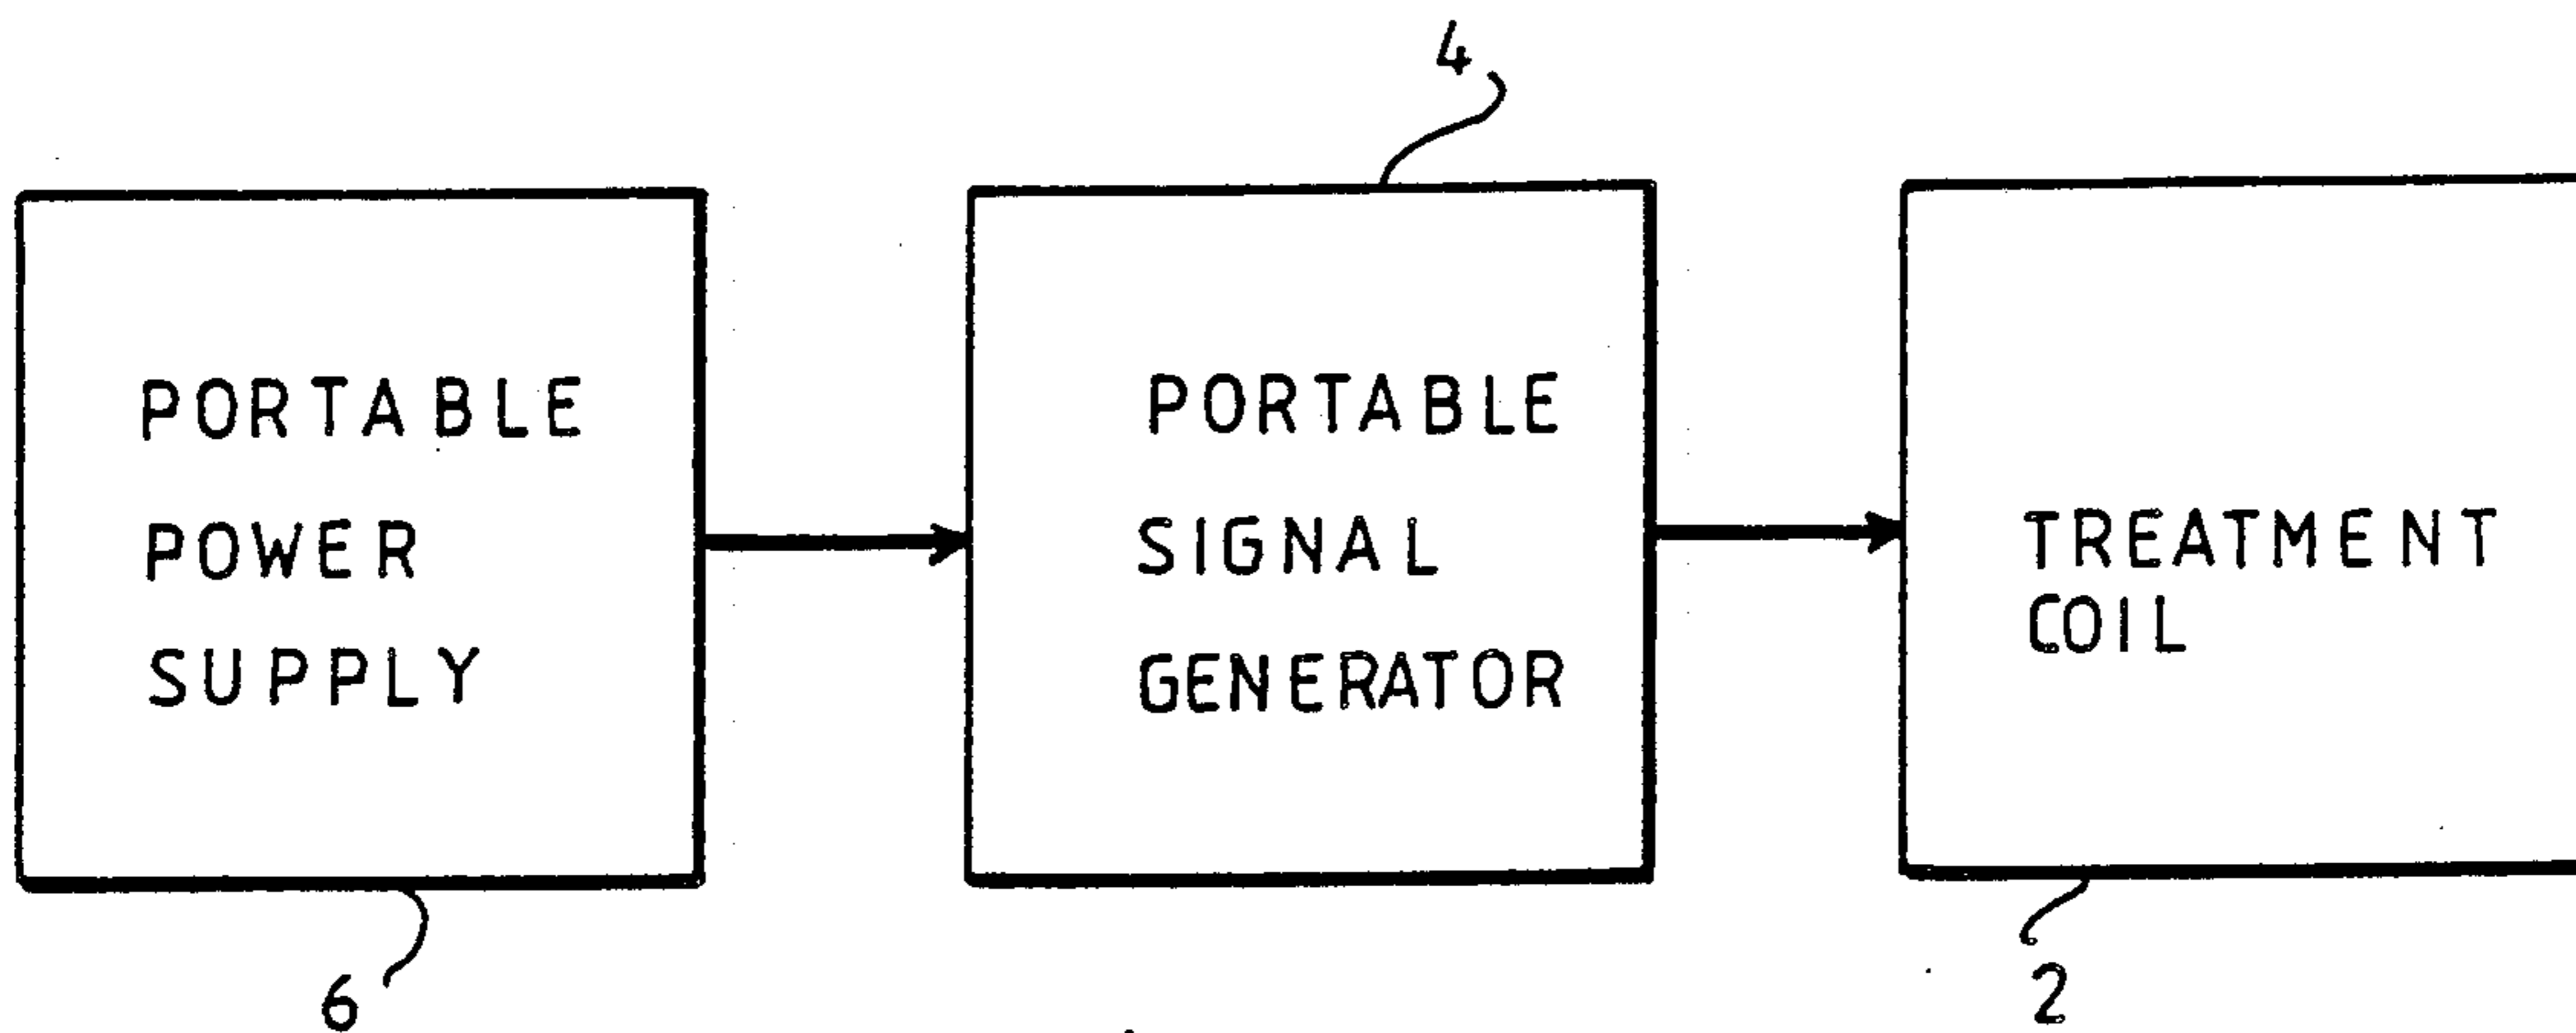 4
PORTABLE
POWER
SUPPLY
PORTABLE
SIGNAL
GENERATOR
TREATMENT
COIL
6
2